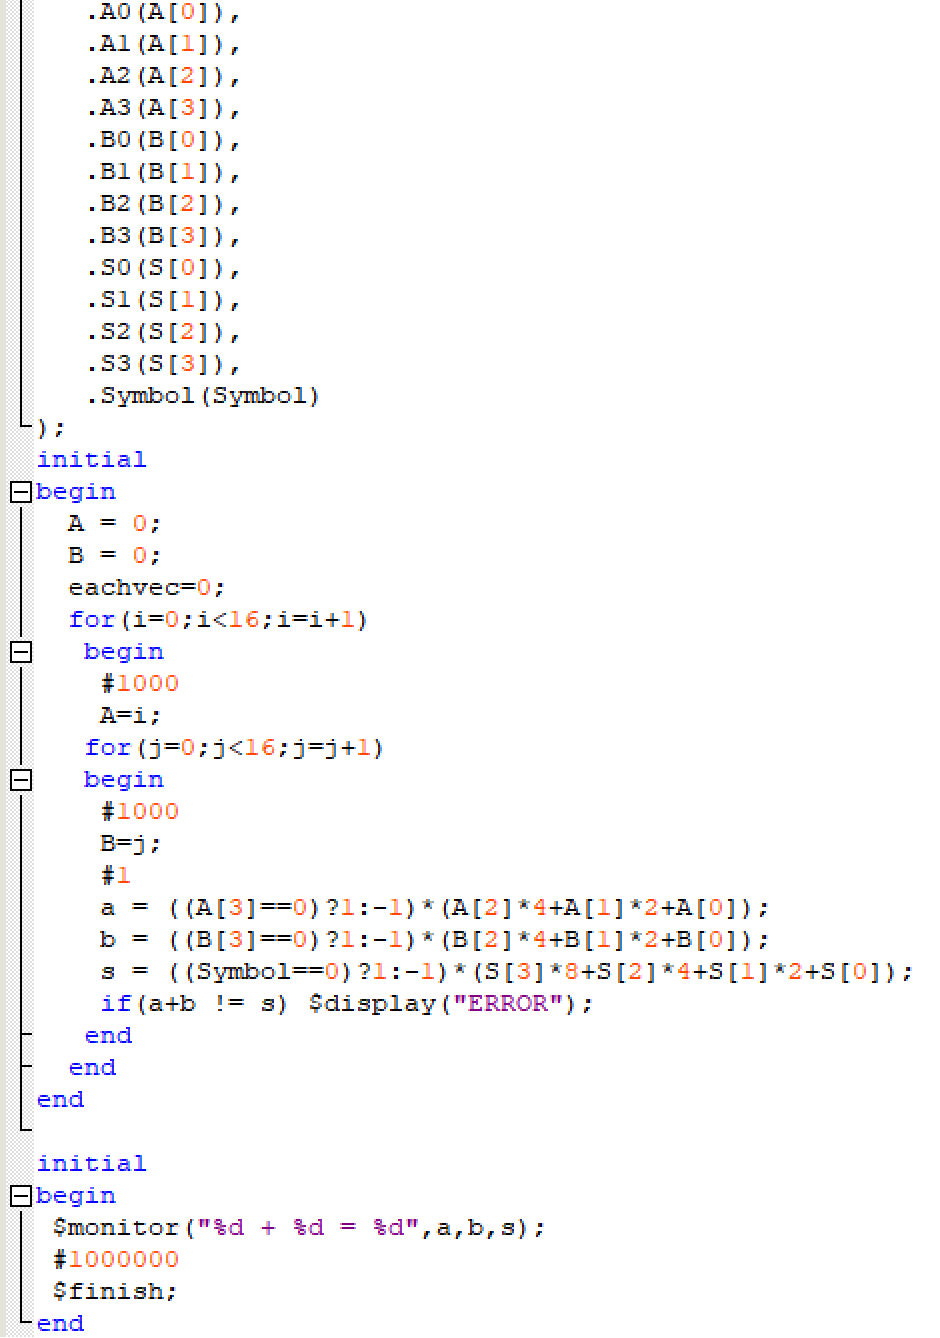 .A0(A[0]),
.A1(A[1]),
.A2(A[2]),
.A3(A[3]),
.B0(B[0]),
.B1(B[1]),
.B2(B[2]),
.B3(B[3]),
.S0(S[0]),
.S1(S[1]),
.S2(S[2]),
.S3(S[3]),
.Symbol(Symbol)
);
initial
begin
A = 0;
B = 0;
eachvec=0;
for(i=0;i<16;i=i+1)
begin
#1000
A=i;
for(j=0;j<16;j=j+1)
begin
#1000
B=j;
#1
a = ((A[3]==0)?1:-1)*(A[2]*4+A[1]*2+A[0]);
b = ((B[3]==0)?1:-1)*(B[2]*4+B[1]*2+B[0]);
s = ((Symbol==0)?1:-1)*(S[3]*8+S[2]*4+S[1]*2+S[0]);
if(a+b != s) $display("ERROR");
end
end
end
initial
begin
$monitor("%d + %d = %d",a,b,s);
#1000000
$finish;
end